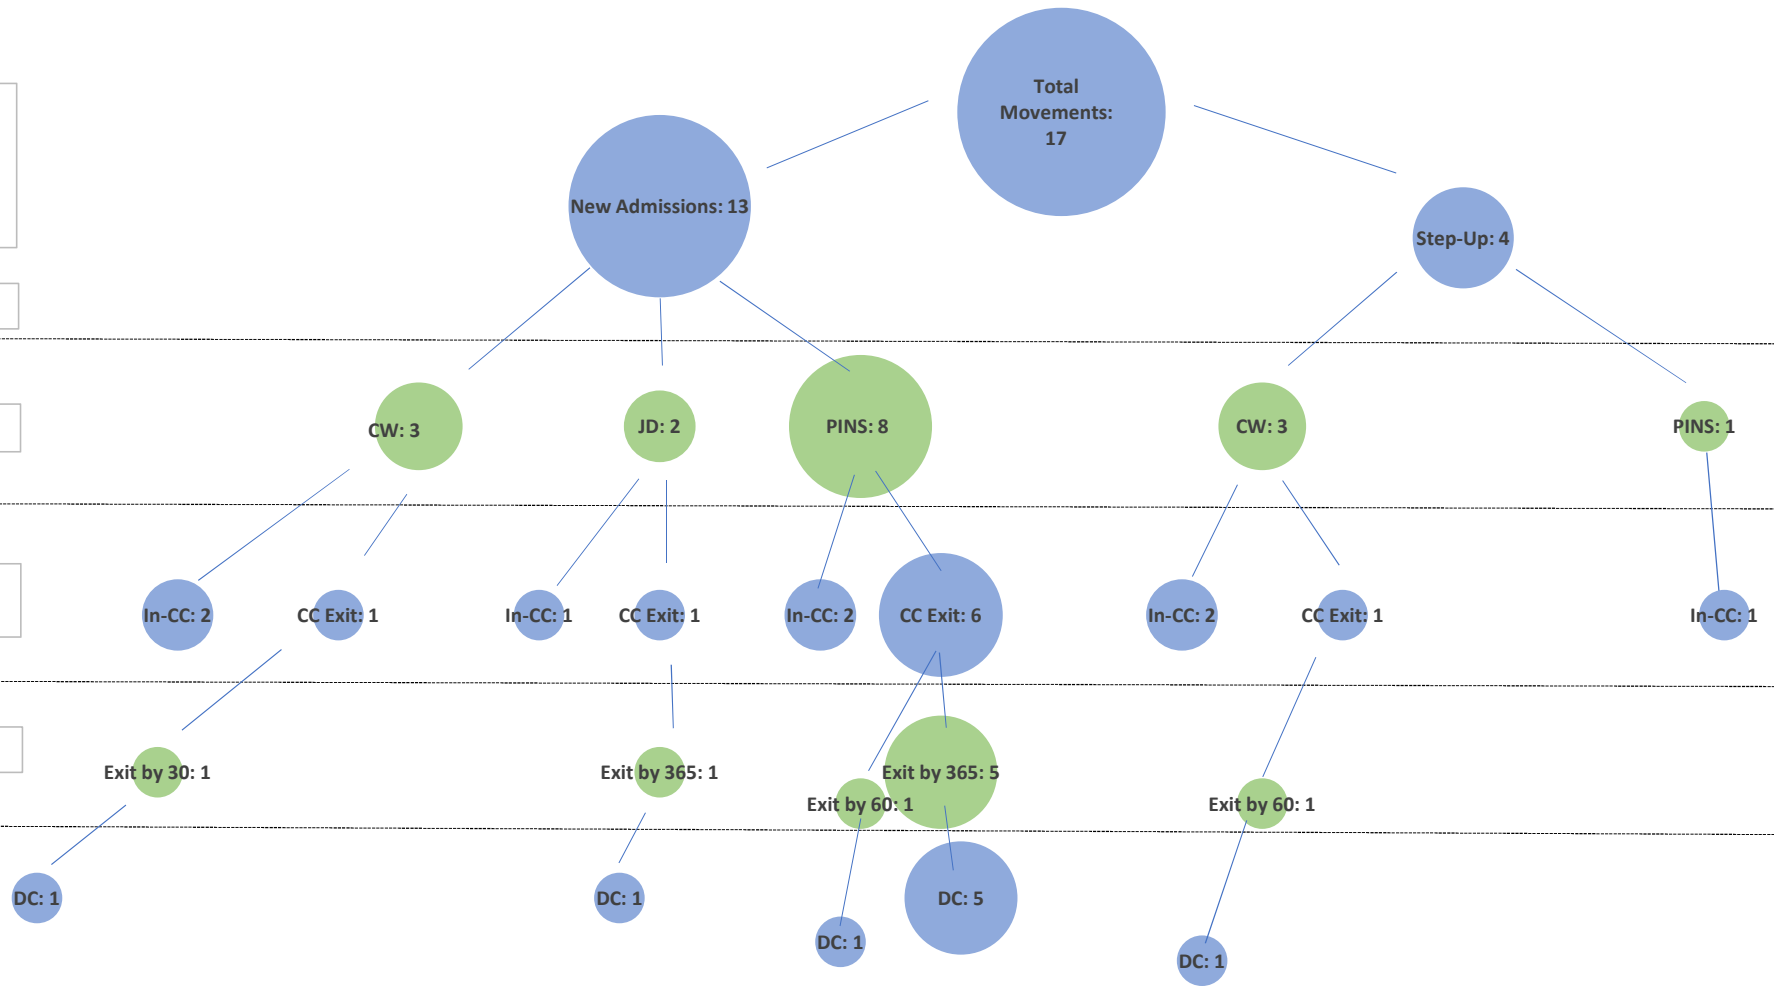 Total
Movements:
17
New Admissions: 13
Step-Up: 4
CW: 3
JD: 2
PINS: 8
CW: 3
PINS: 1
In-CC: 2
CC Exit: 1
In-CC: 1
CC Exit: 1
In-CC: 2
CC Exit: 6
In-CC: 2
CC Exit: 1
In-CC: 1
Exit by 30: 1
Exit by 365: 1
Exit by 365: 5
Exit by 60: 1
Exit by 60: 1
DC: 1
DC: 1
DC: 5
DC: 1
DC: 1